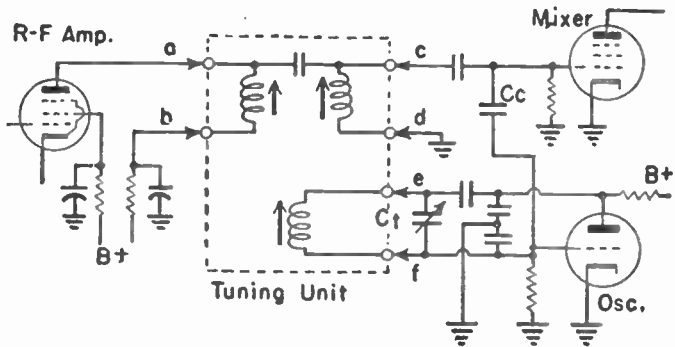 R-F Amp.
Mixer
a
c
b
d
Cc
e
B+
Ct
f
B+
Tuning Unit
Osc.